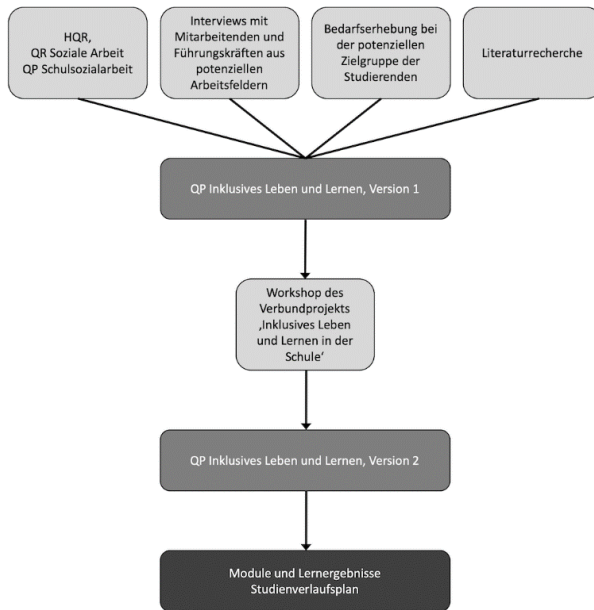 HQR,
QR Soziale Arbeit
QP Schulsozialarbeit
Interviews mit
Mitarbeitenden und
Führungskräften aus
potenziellen
Arbeitsfeldern
Bedarfserhebung bei
der potenziellen
Zielgruppe der
Studierenden
Literaturrecherche
QP Inklusives Leben und Lernen, Version 1
Workshop des
Verbundprojekts
‚Inklusives Leben
und Lernen in der
Schule‘
QP Inklusives Leben und Lernen, Version 2
Module und Lernergebnisse
Studienverlaufsplan